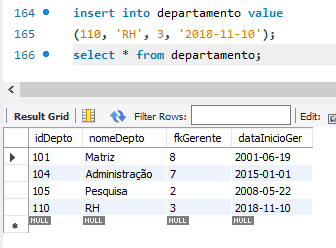 164 insert into departamento value
165 (110, 'RH', 3, '2018-11-10');
166 select * from departamento;
Result Grid Filter Rows: Edit:
idDepto nomeDepto fkGerente dataInicioGer
101 Matriz 8 2001-06-19
104 Administração 7 2015-01-01
105 Pesquisa 2 2008-05-22
110 RH 3 2018-11-10
NULL NULL NULL NULL